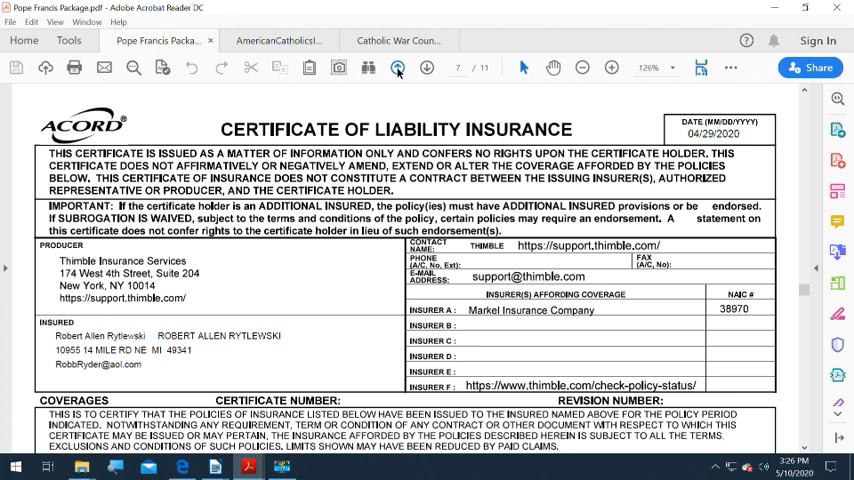 Pope Francis Package.pdf - Adobe Acrobat Reader DC
File Edit View Window Help
Home Tools Pope Francis Packa... × AmericanCatholicsI... Catholic War Coun... Sign In
7 / 11 126% Share
ACORD®
CERTIFICATE OF LIABILITY INSURANCE
DATE (MM/DD/YYYY)
04/29/2020
THIS CERTIFICATE IS ISSUED AS A MATTER OF INFORMATION ONLY AND CONFERS NO RIGHTS UPON THE CERTIFICATE HOLDER. THIS
CERTIFICATE DOES NOT AFFIRMATIVELY OR NEGATIVELY AMEND, EXTEND OR ALTER THE COVERAGE AFFORDED BY THE POLICIES
BELOW. THIS CERTIFICATE OF INSURANCE DOES NOT CONSTITUTE A CONTRACT BETWEEN THE ISSUING INSURER(S), AUTHORIZED
REPRESENTATIVE OR PRODUCER, AND THE CERTIFICATE HOLDER.
IMPORTANT: If the certificate holder is an ADDITIONAL INSURED, the policy(ies) must have ADDITIONAL INSURED provisions or be endorsed.
If SUBROGATION IS WAIVED, subject to the terms and conditions of the policy, certain policies may require an endorsement. A statement on
this certificate does not confer rights to the certificate holder in lieu of such endorsement(s).
PRODUCER
Thimble Insurance Services
174 West 4th Street, Suite 204
New York, NY 10014
https://support.thimble.com/
CONTACT NAME: THIMBLE https://support.thimble.com/
PHONE (A/C, No, Ext): FAX (A/C, No):
E-MAIL ADDRESS: support@thimble.com
INSURER(S) AFFORDING COVERAGE NAIC #
INSURER A : Markel Insurance Company 38970
INSURED
Robert Allen Rytlewski ROBERT ALLEN RYTLEWSKI
10955 14 MILE RD NE MI 49341
RobbRyder@aol.com
INSURER B :
INSURER C :
INSURER D :
INSURER E :
INSURER F : https://www.thimble.com/check-policy-status/
COVERAGES CERTIFICATE NUMBER: REVISION NUMBER:
THIS IS TO CERTIFY THAT THE POLICIES OF INSURANCE LISTED BELOW HAVE BEEN ISSUED TO THE INSURED NAMED ABOVE FOR THE POLICY PERIOD
INDICATED. NOTWITHSTANDING ANY REQUIREMENT, TERM OR CONDITION OF ANY CONTRACT OR OTHER DOCUMENT WITH RESPECT TO WHICH THIS
CERTIFICATE MAY BE ISSUED OR MAY PERTAIN, THE INSURANCE AFFORDED BY THE POLICIES DESCRIBED HEREIN IS SUBJECT TO ALL THE TERMS,
EXCLUSIONS AND CONDITIONS OF SUCH POLICIES, LIMITS SHOWN MAY HAVE BEEN REDUCED BY PAID CLAIMS.
3:26 PM
5/10/2020